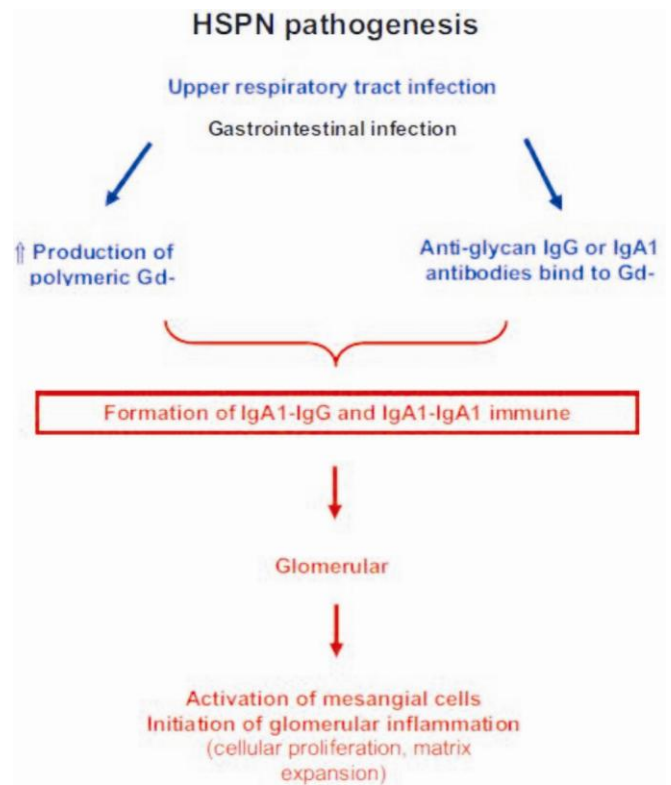 HSPN pathogenesis
Upper respiratory tract infection
Gastrointestinal infection
⇑ Production of
polymeric Gd-
Anti-glycan IgG or IgA1
antibodies bind to Gd-
Formation of IgA1-IgG and IgA1-IgA1 immune
Glomerular
Activation of mesangial cells
Initiation of glomerular inflammation
(cellular proliferation, matrix
expansion)